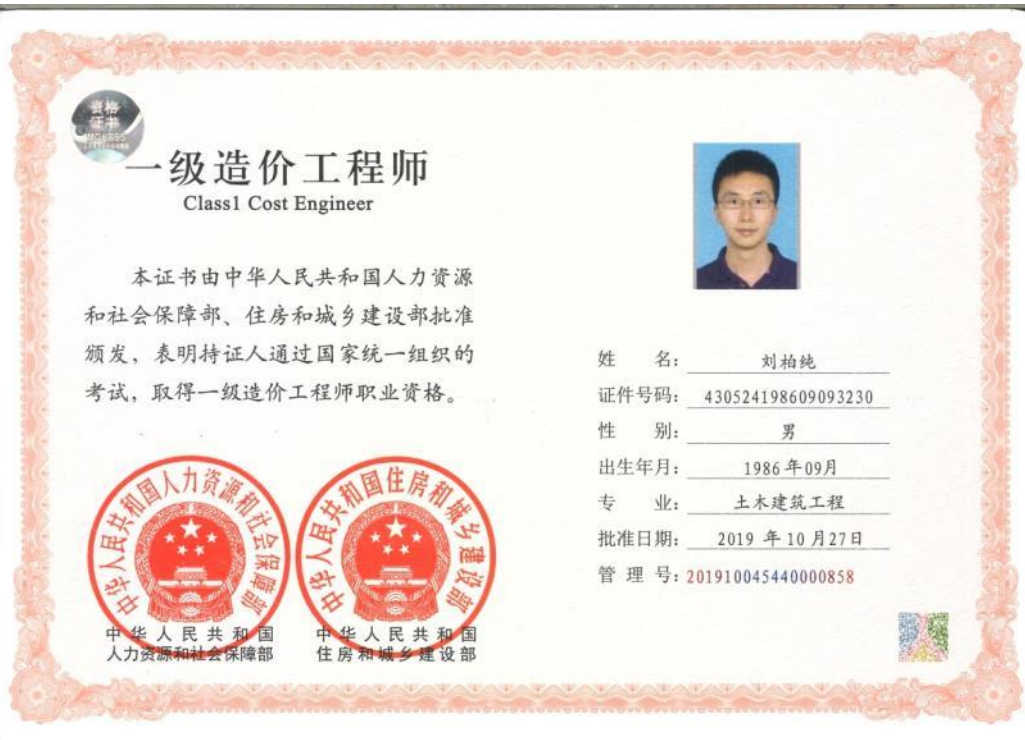 资格
证书
MOHRSS
一级造价工程师
Class1 Cost Engineer
本证书由中华人民共和国人力资源
和社会保障部、住房和城乡建设部批准
颁发，表明持证人通过国家统一组织的
考试，取得一级造价工程师职业资格。
中华人民共和国人力资源和社会保障部
中华人民共和国住房和城乡建设部
中华人民共和国
人力资源和社会保障部
中华人民共和国
住房和城乡建设部
姓 名： 刘柏纯
证件号码： 430524198609093230
性 别： 男
出生年月： 1986年09月
专 业： 土木建筑工程
批准日期： 2019 年 10 月27日
管 理 号： 201910045440000858